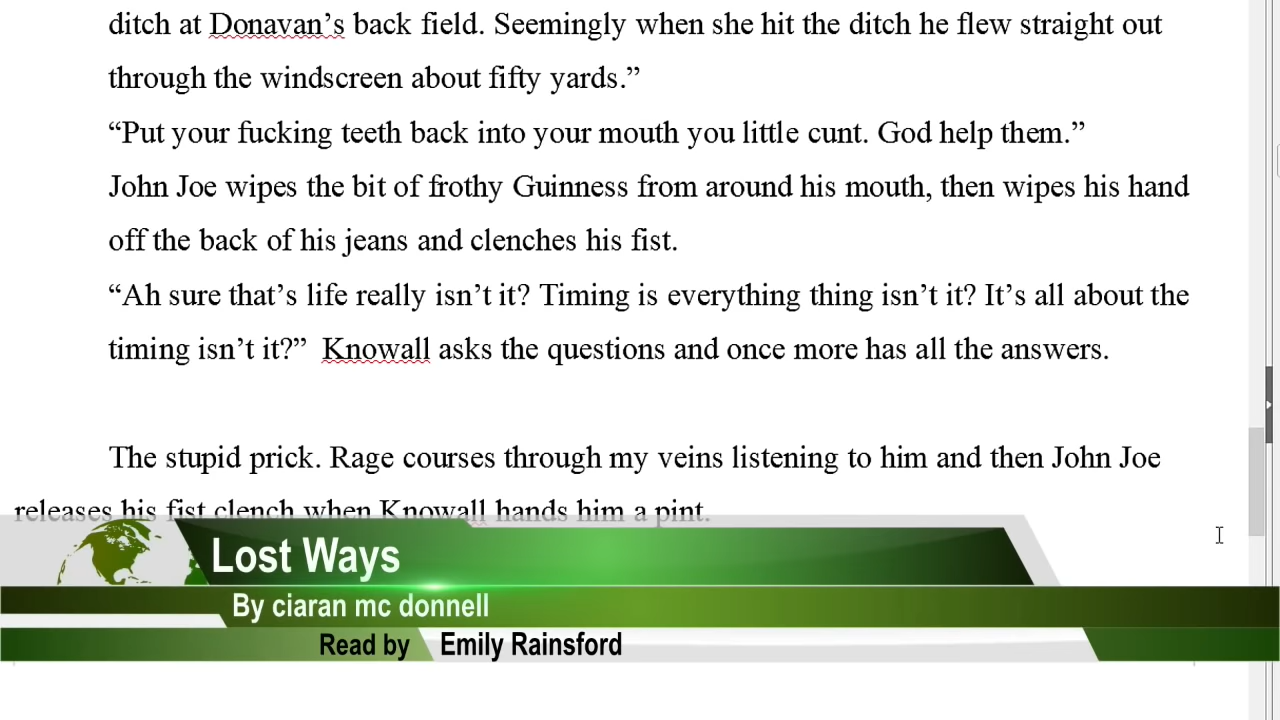 ditch at Donavan’s back field. Seemingly when she hit the ditch he flew straight out
through the windscreen about fifty yards.”
“Put your fucking teeth back into your mouth you little cunt. God help them.”
John Joe wipes the bit of frothy Guinness from around his mouth, then wipes his hand
off the back of his jeans and clenches his fist.
“Ah sure that’s life really isn’t it? Timing is everything thing isn’t it? It’s all about the
timing isn’t it?”  Knowall asks the questions and once more has all the answers.
The stupid prick. Rage courses through my veins listening to him and then John Joe
releases his fist clench when Knowall hands him a pint.
Lost Ways
By ciaran mc donnell
Read by Emily Rainsford